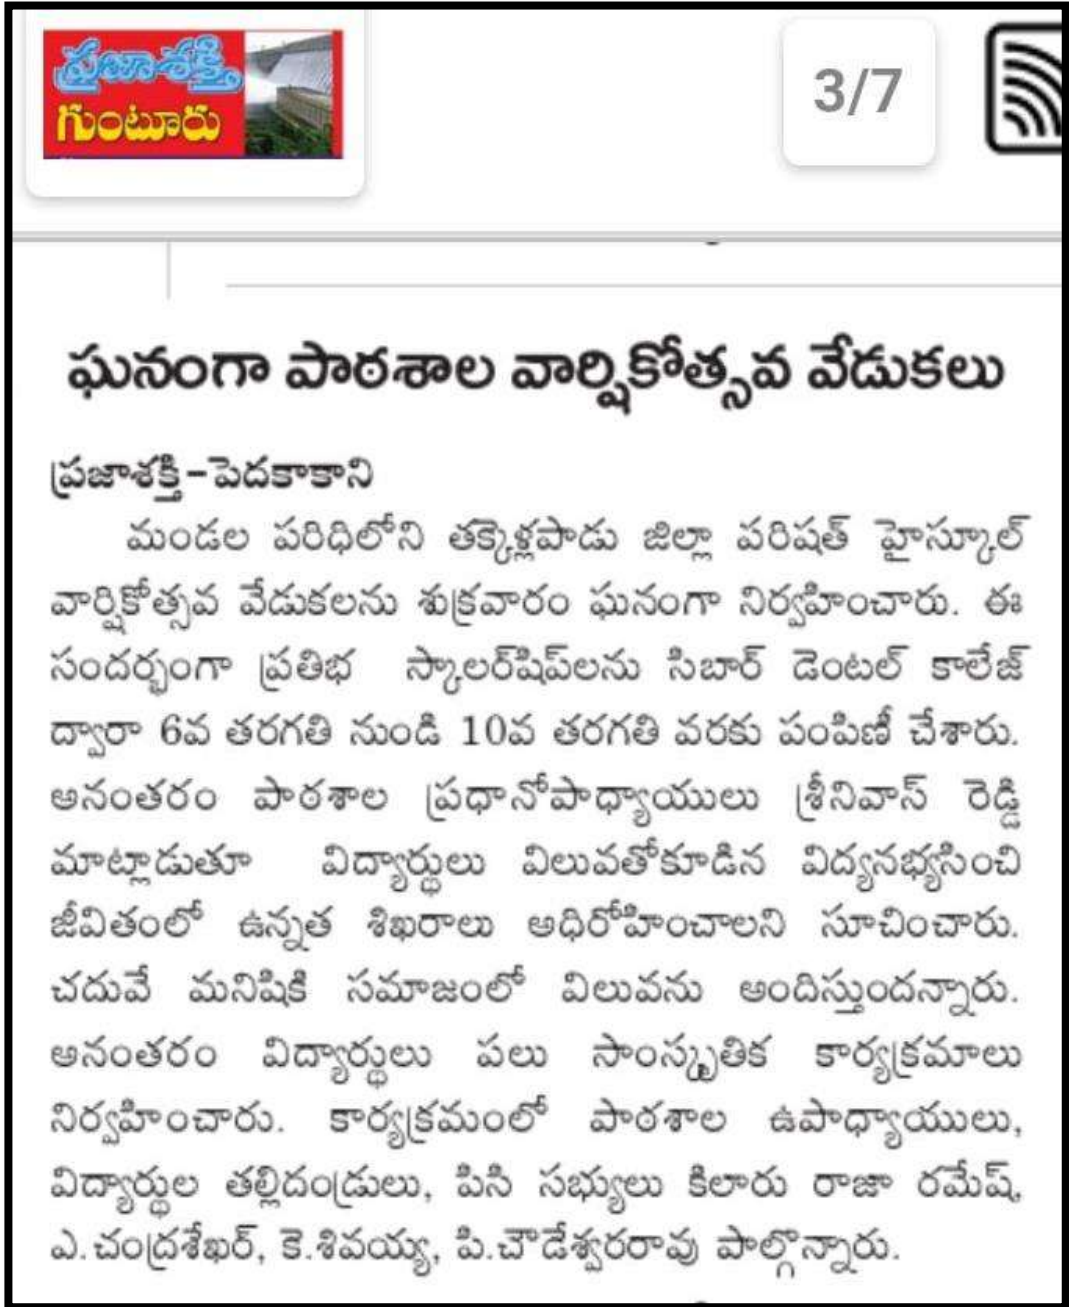 ప్రజాశక్తి
గుంటూరు
3/7
ఘనంగా పాఠశాల వార్షికోత్సవ వేడుకలు
ప్రజాశక్తి-పెదకాకాని
మండల పరిధిలోని తక్కెళ్లపాడు జిల్లా పరిషత్ హైస్కూల్
వార్షికోత్సవ వేడుకలను శుక్రవారం ఘనంగా నిర్వహించారు. ఈ
సందర్భంగా ప్రతిభ స్కాలర్‌షిప్‌లను సిబార్ డెంటల్ కాలేజ్
ద్వారా 6వ తరగతి నుండి 10వ తరగతి వరకు పంపిణీ చేశారు.
అనంతరం పాఠశాల ప్రధానోపాధ్యాయులు శ్రీనివాస్ రెడ్డి
మాట్లాడుతూ విద్యార్థులు విలువతోకూడిన విద్యనభ్యసించి
జీవితంలో ఉన్నత శిఖరాలు అధిరోహించాలని సూచించారు.
చదువే మనిషికి సమాజంలో విలువను అందిస్తుందన్నారు.
అనంతరం విద్యార్థులు పలు సాంస్కృతిక కార్యక్రమాలు
నిర్వహించారు. కార్యక్రమంలో పాఠశాల ఉపాధ్యాయులు,
విద్యార్థుల తల్లిదండ్రులు, పిసి సభ్యులు కిలారు రాజా రమేష్,
ఎ.చంద్రశేఖర్, కె.శివయ్య, పి.చౌడేశ్వరరావు పాల్గొన్నారు.